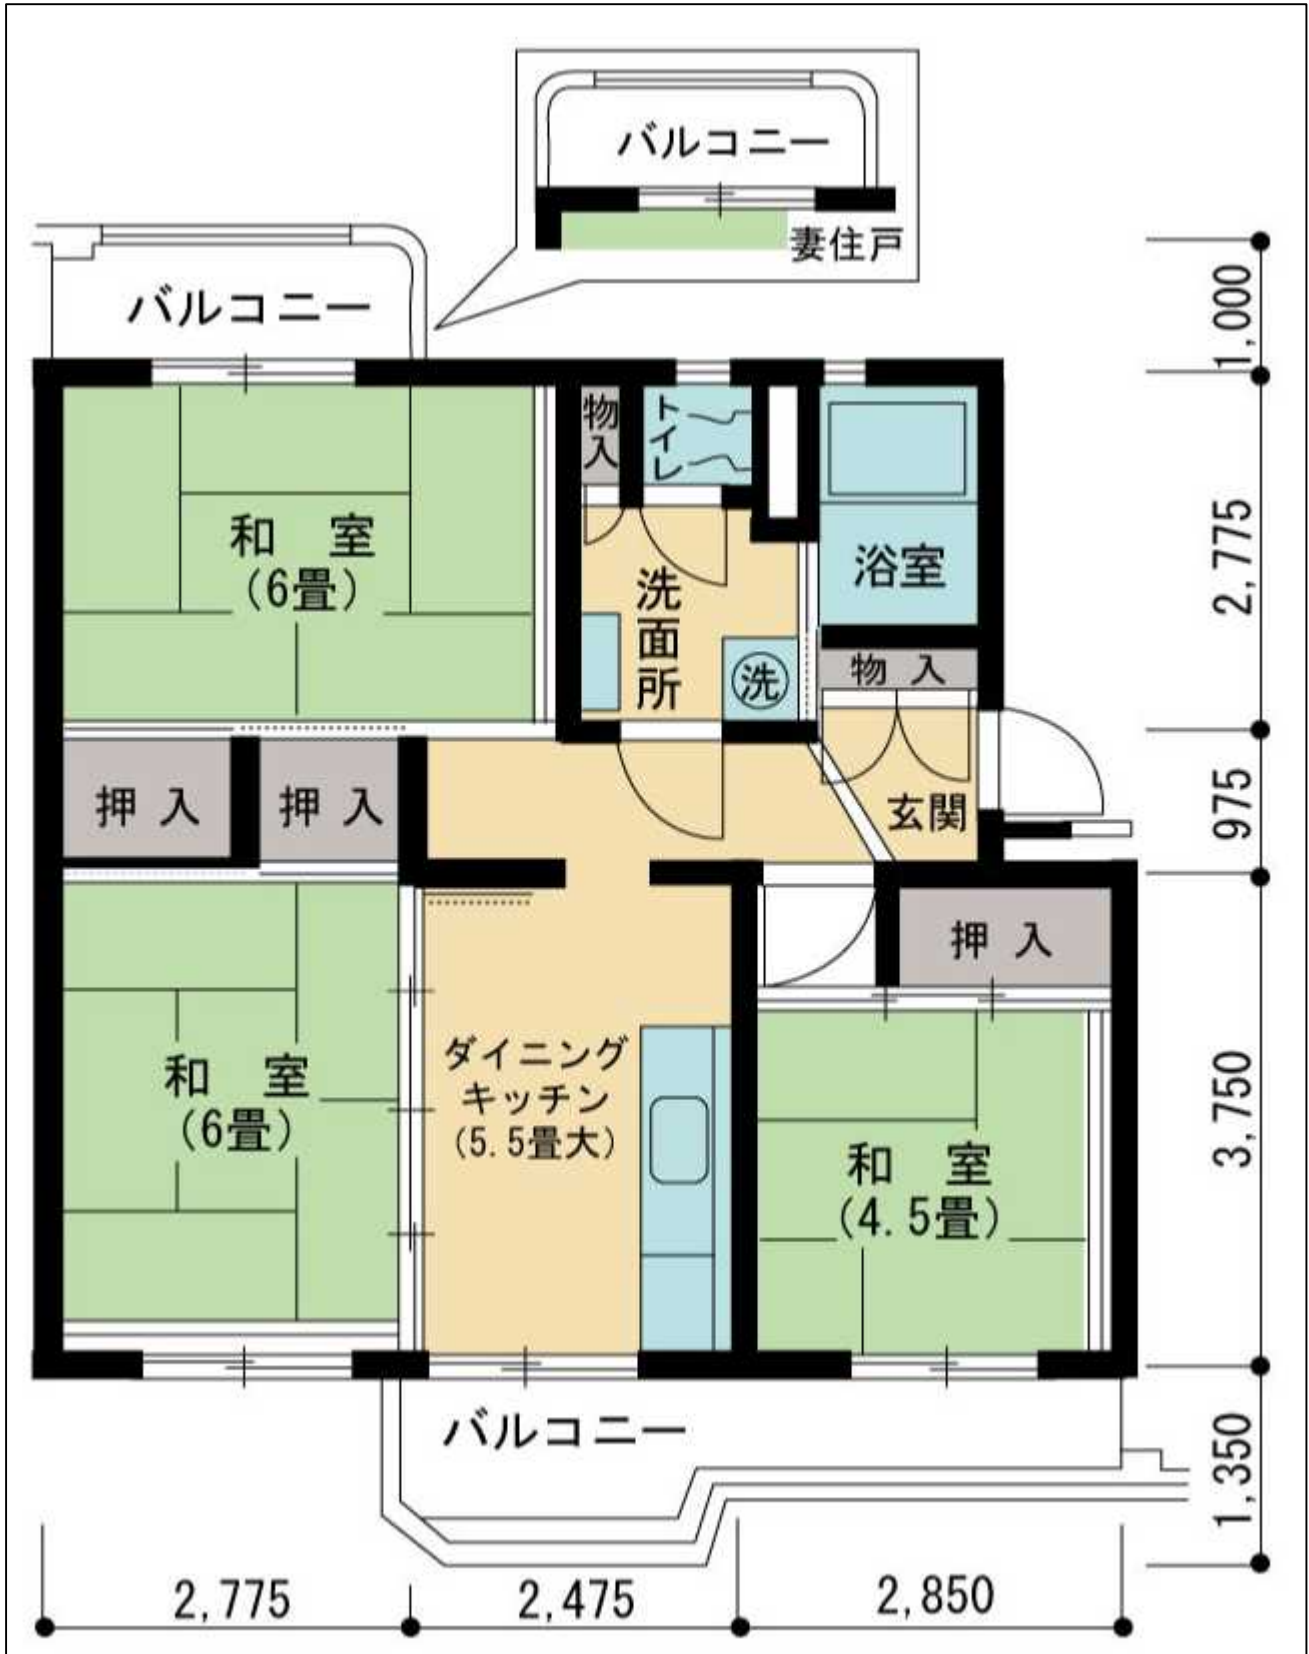 バルコニー
妻住戸
バルコニー
1,000
和 室
(6畳)
物入
トイレ
浴室
洗面所
洗
物 入
2,775
押 入
押 入
玄関
975
押 入
和 室
(6畳)
ダイニング
キッチン
(5.5畳大)
和 室
(4.5畳)
3,750
バルコニー
1,350
2,775
2,475
2,850